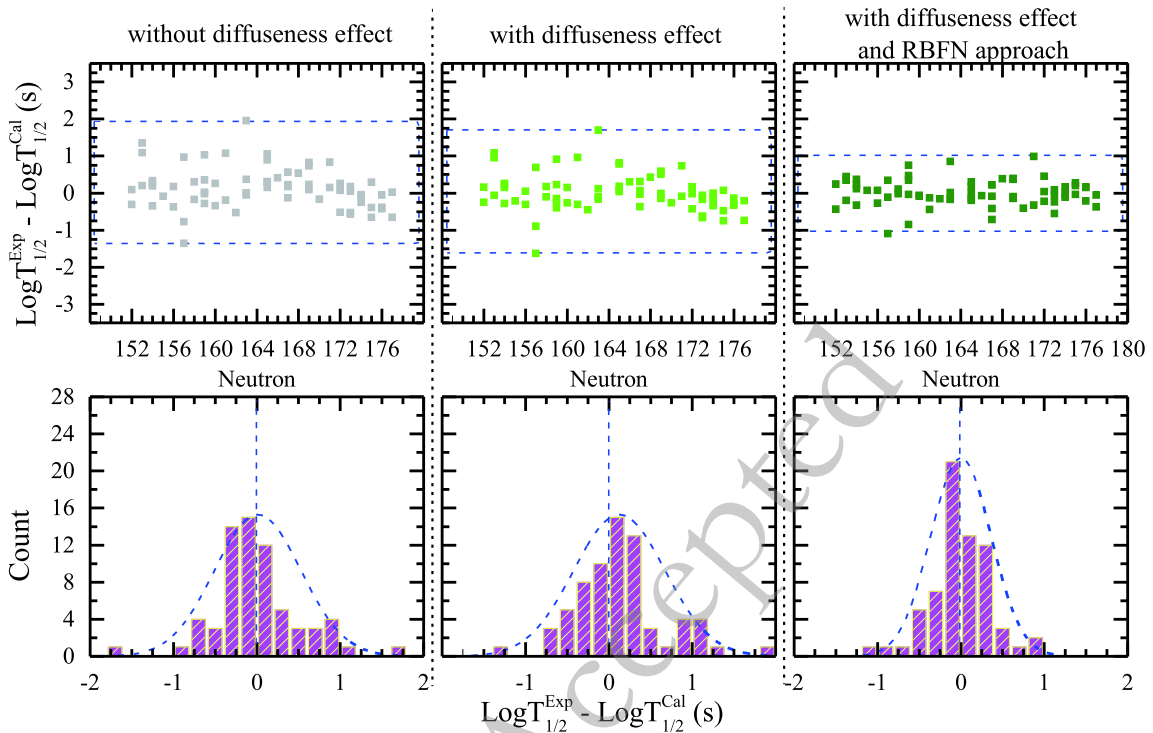 without diffuseness effect
with diffuseness effect
with diffuseness effect
and RBFN approach
LogT^Exp_1/2 - LogT^Cal_1/2 (s)
3
2
1
0
-1
-2
-3
152 156 160 164 168 172 176
152 156 160 164 168 172 176
152 156 160 164 168 172 176 180
Neutron
Neutron
Neutron
Count
28
24
20
16
12
8
4
0
-2 -1 0 1 2
-1 0 1 2
-1 0 1 2
LogT^Exp_1/2 - LogT^Cal_1/2 (s)
Accepted